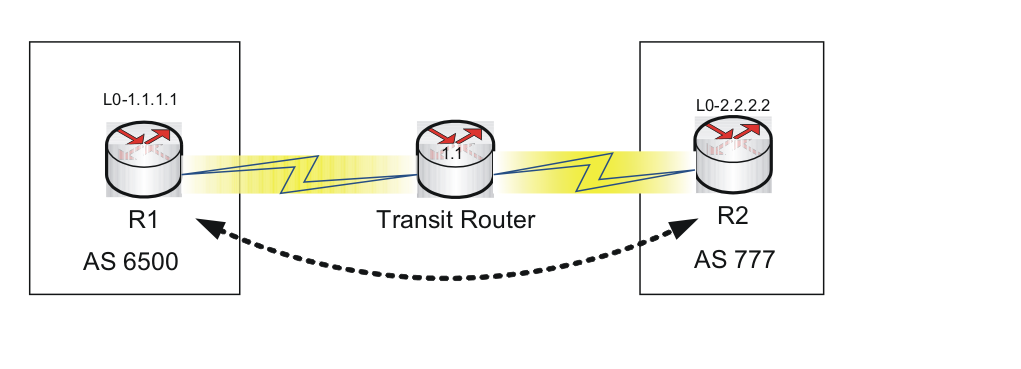 L0-1.1.1.1
R1
AS 6500
1.1
Transit Router
L0-2.2.2.2
R2
AS 777